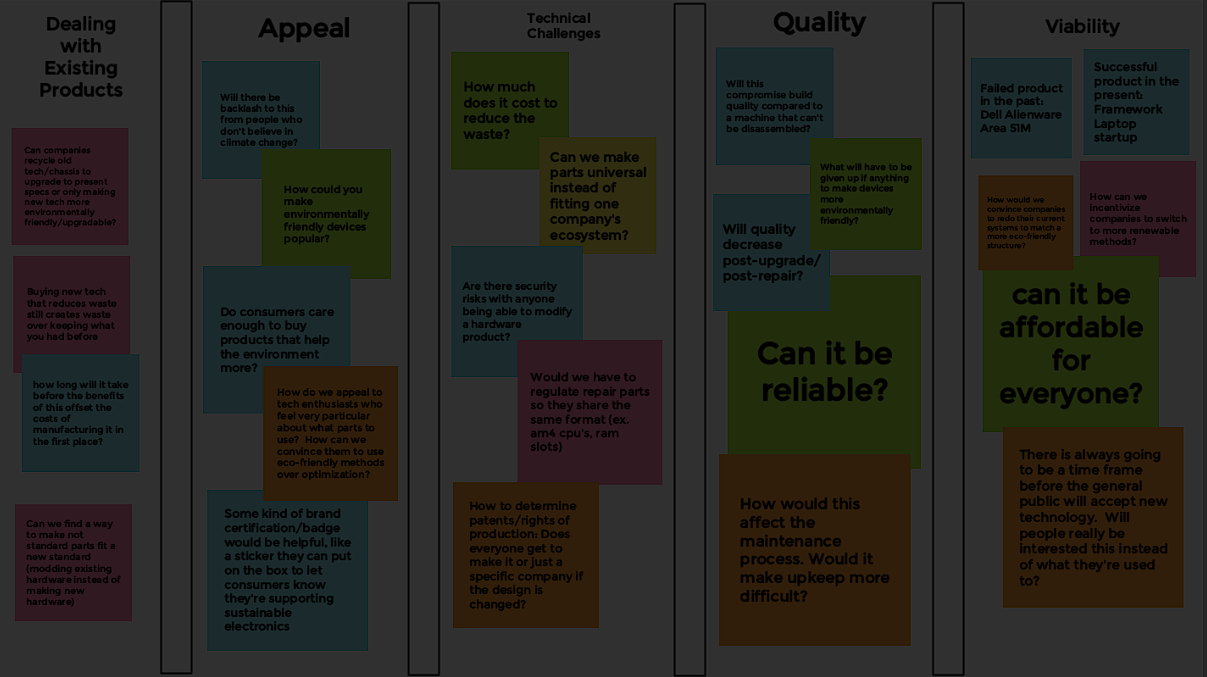 Dealing
with
Existing
Products
Can companies
recycle old
tech/chassis to
upgrade to present
specs or only making
new tech more
environmentally
friendly/upgradable?
Buying new tech
that reduces waste
still creates waste
over keeping what
you had before
how long will it take
before the benefits
of this offset the
costs of
manufacturing it in
the first place?
Can we find a way
to make not
standard parts fit a
new standard
(modding existing
hardware instead of
making new
hardware)
Appeal
Will there be
backlash to this
from people who
don't believe in
climate change?
How could you
make
environmentally
friendly devices
popular?
Do consumers care
enough to buy
products that help
the environment
more?
How do we appeal to
tech enthusiasts who
feel very particular
about what parts to
use? How can we
convince them to use
eco-friendly methods
over optimization?
Some kind of brand
certification/badge
would be helpful, like
a sticker they can put
on the box to let
consumers know
they're supporting
sustainable
electronics
Technical
Challenges
How much
does it cost to
reduce the
waste?
Can we make
parts universal
instead of
fitting one
company's
ecosystem?
Are there security
risks with anyone
being able to modify
a hardware
product?
Would we have to
regulate repair parts
so they share the
same format (ex.
am4 cpu's, ram
slots)
How to determine
patents/rights of
production: Does
everyone get to
make it or just a
specific company if
the design is
changed?
Quality
Will this
compromise build
quality compared to
a machine that can't
be disassembled?
What will have to be
given up if anything
to make devices
more
environmentally
friendly?
Will quality
decrease
post-upgrade/
post-repair?
Can it be
reliable?
How would this
affect the
maintenance
process. Would it
make upkeep more
difficult?
Viability
Failed product
in the past:
Dell Alienware
Area 51M
Successful
product in the
present:
Framework
Laptop
startup
How would we
convince companies
to redo their current
systems to match a
more eco-friendly
structure?
How can we
incentivize
companies to switch
to more renewable
methods?
can it be
affordable
for
everyone?
There is always going
to be a time frame
before the general
public will accept new
technology. Will
people really be
interested this instead
of what they're used
to?